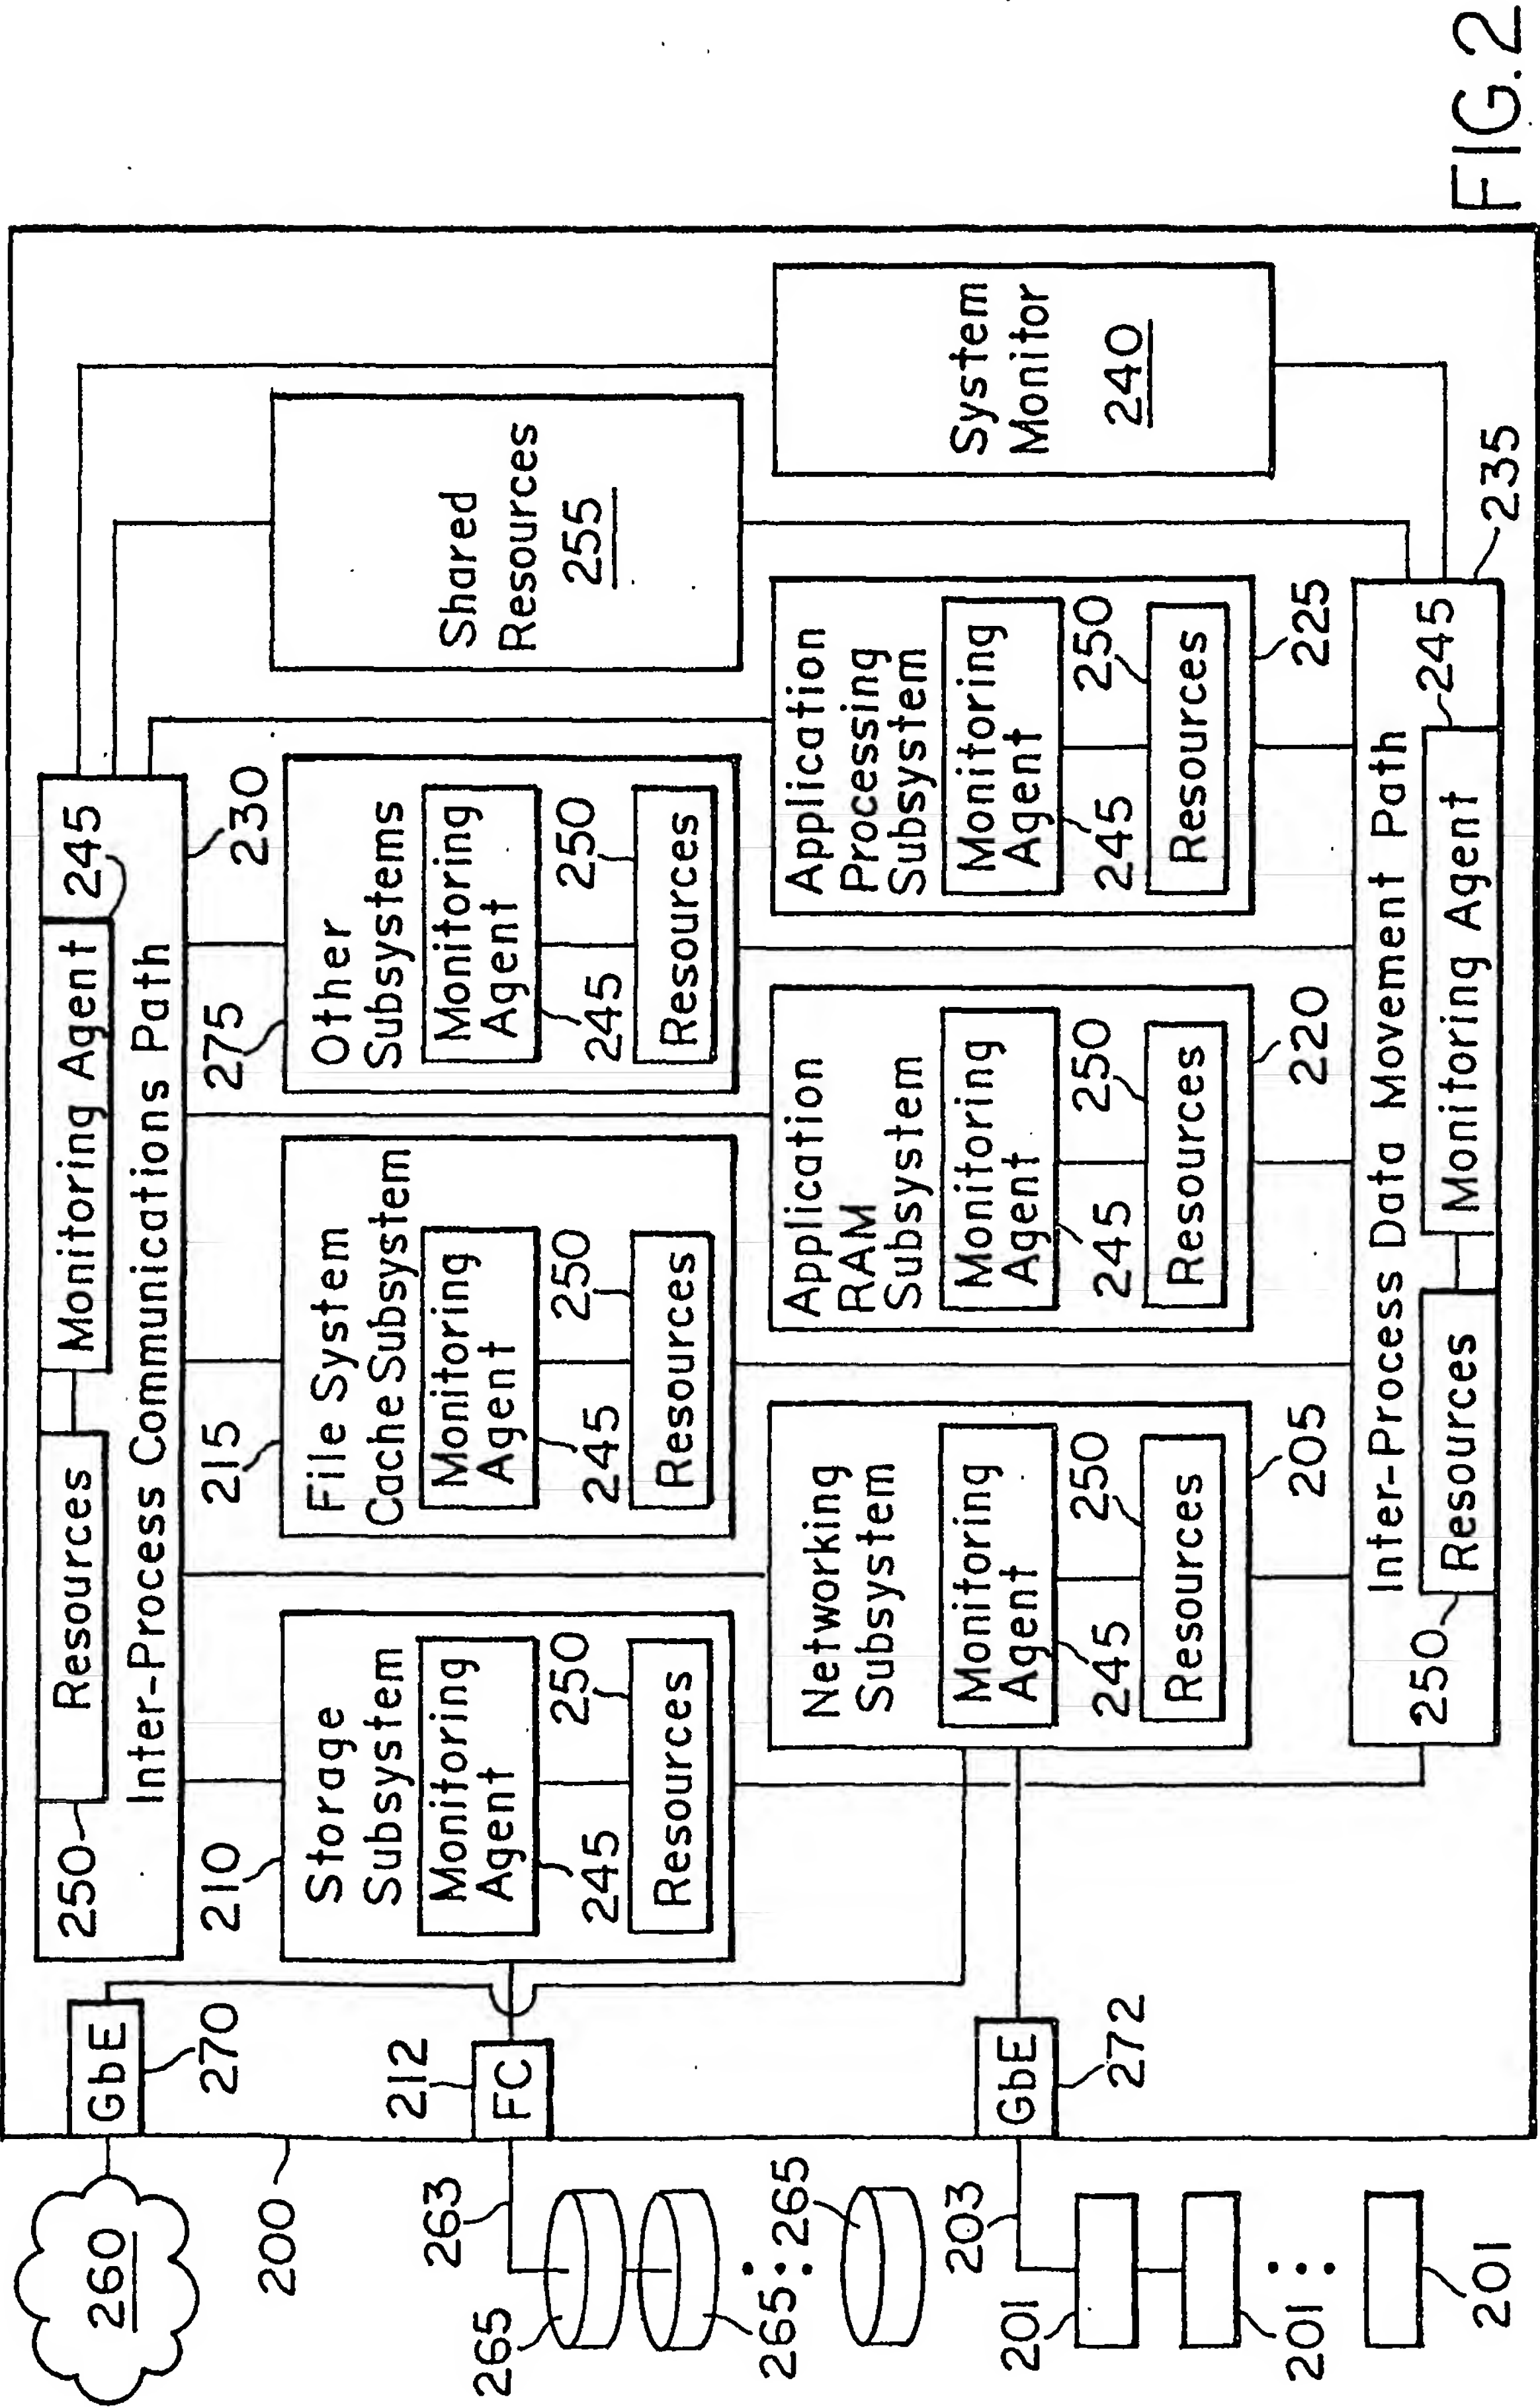 260
GbE
270
200
250
Resources
Monitoring Agent
245
Inter-Process Communications Path
230
210
Storage
Subsystem
Monitoring
Agent
245
250
Resources
215
File System
Cache Subsystem
Monitoring
Agent
245
250
Resources
275
Other
Subsystems
Monitoring
Agent
245
250
Resources
Shared
Resources
255
212
FC
263
265
265
265
Networking
Subsystem
Monitoring
Agent
245
250
Resources
205
Application
RAM
Subsystem
Monitoring
Agent
245
250
Resources
220
Application
Processing
Subsystem
Monitoring
Agent
245
250
Resources
225
System
Monitor
240
GbE
272
203
201
201
201
Inter-Process Data Movement Path
235
250
Resources
Monitoring Agent
245
FIG.2